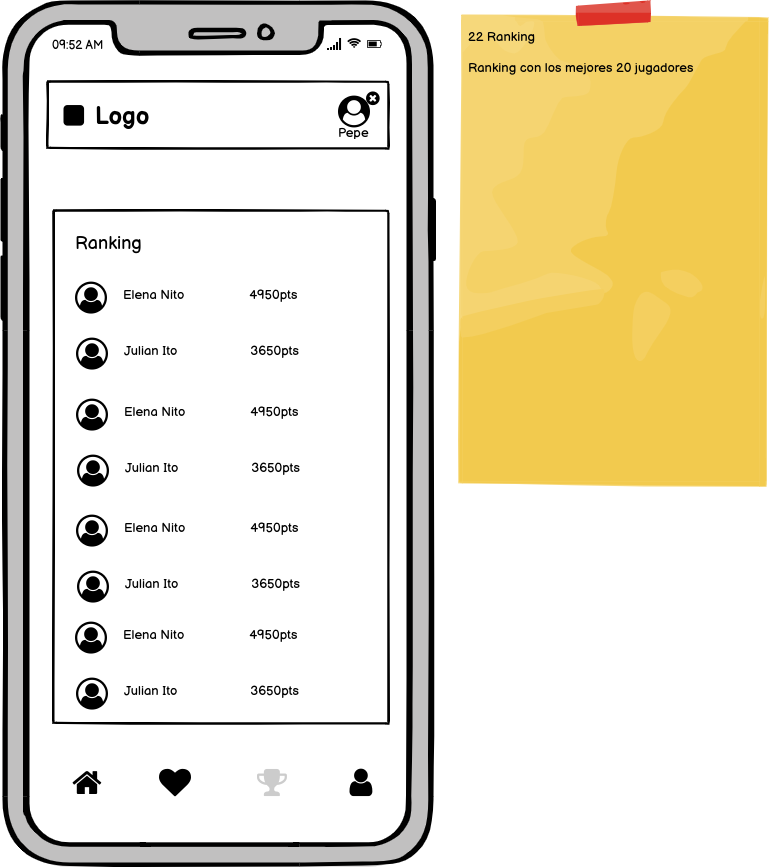 09:52 AM
Logo
Pepe
Ranking
Elena Nito 4950pts
Julian Ito 3650pts
Elena Nito 4950pts
Julian Ito 3650pts
Elena Nito 4950pts
Julian Ito 3650pts
Elena Nito 4950pts
Julian Ito 3650pts
22 Ranking
Ranking con los mejores 20 jugadores